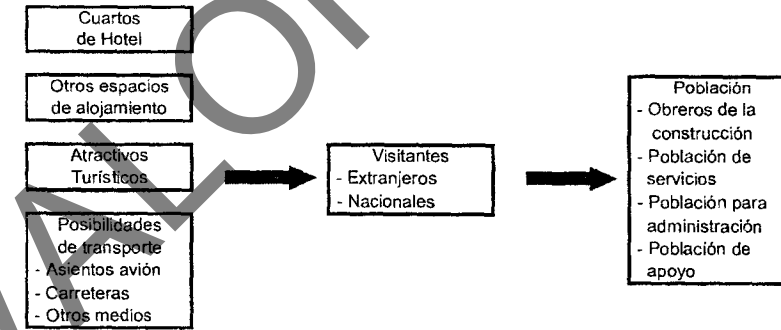 Cuartos
de Hotel
Otros espacios
de alojamiento
Atractivos
Turísticos
Posibilidades
de transporte
- Asientos avión
- Carreteras
- Otros medios
Visitantes
- Extranjeros
- Nacionales
Población
- Obreros de la
construcción
- Población de
servicios
- Población para
administración
- Población de
apoyo